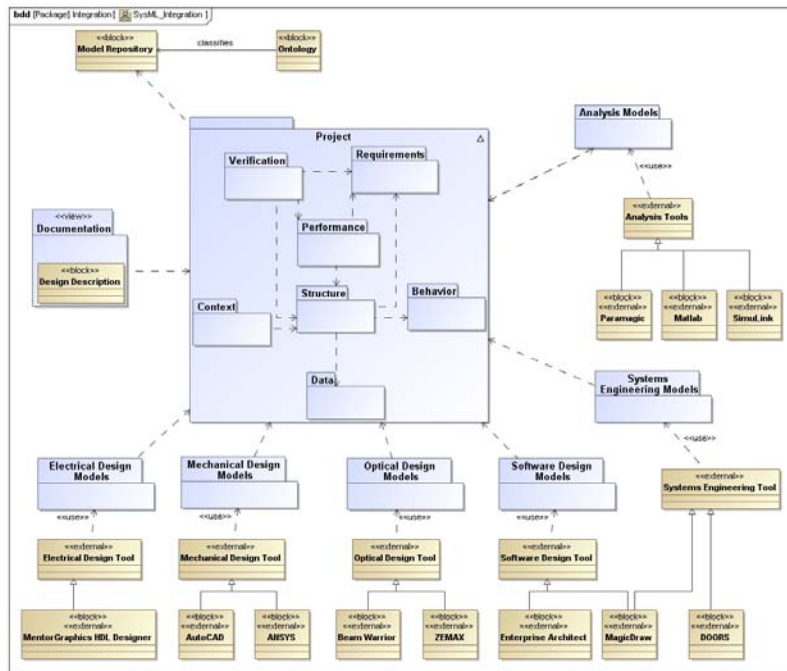 bdd [Package] Integration [ SysML_Integration ]
<<block>>
Model Repository
classifies
<<block>>
Ontology
Project
Verification
Requirements
Performance
Structure
Behavior
Context
Data
<<view>>
Documentation
<<block>>
Design Description
Analysis Models
<<use>>
<<external>>
Analysis Tools
<<block>>
<<external>>
Paramagic
<<block>>
<<external>>
Matlab
<<block>>
<<external>>
SimuLink
Systems
Engineering Models
<<use>>
<<external>>
Systems Engineering Tool
Electrical Design
Models
<<use>>
<<external>>
Electrical Design Tool
<<block>>
<<external>>
MentorGraphics HDL Designer
Mechanical Design
Models
<<use>>
<<external>>
Mechanical Design Tool
<<block>>
<<external>>
AutoCAD
<<block>>
<<external>>
ANSYS
Optical Design
Models
<<use>>
<<external>>
Optical Design Tool
<<block>>
<<external>>
Beam Warrior
<<block>>
<<external>>
ZEMAX
Software Design
Models
<<use>>
<<external>>
Software Design Tool
<<block>>
<<external>>
Enterprise Architect
<<block>>
<<external>>
MagicDraw
<<block>>
<<external>>
DOORS